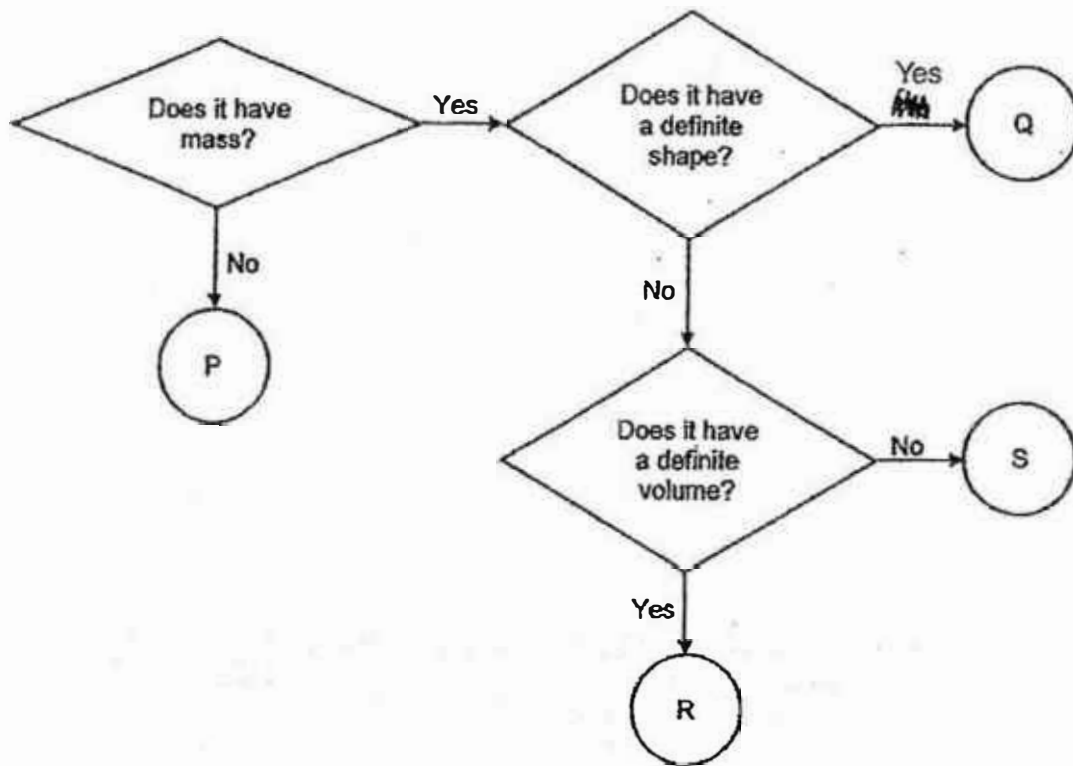 Does it have
mass?
Yes
Does it have
a definite
shape?
Yes
Q
No
P
No
Does it have
a definite
volume?
No
S
Yes
R